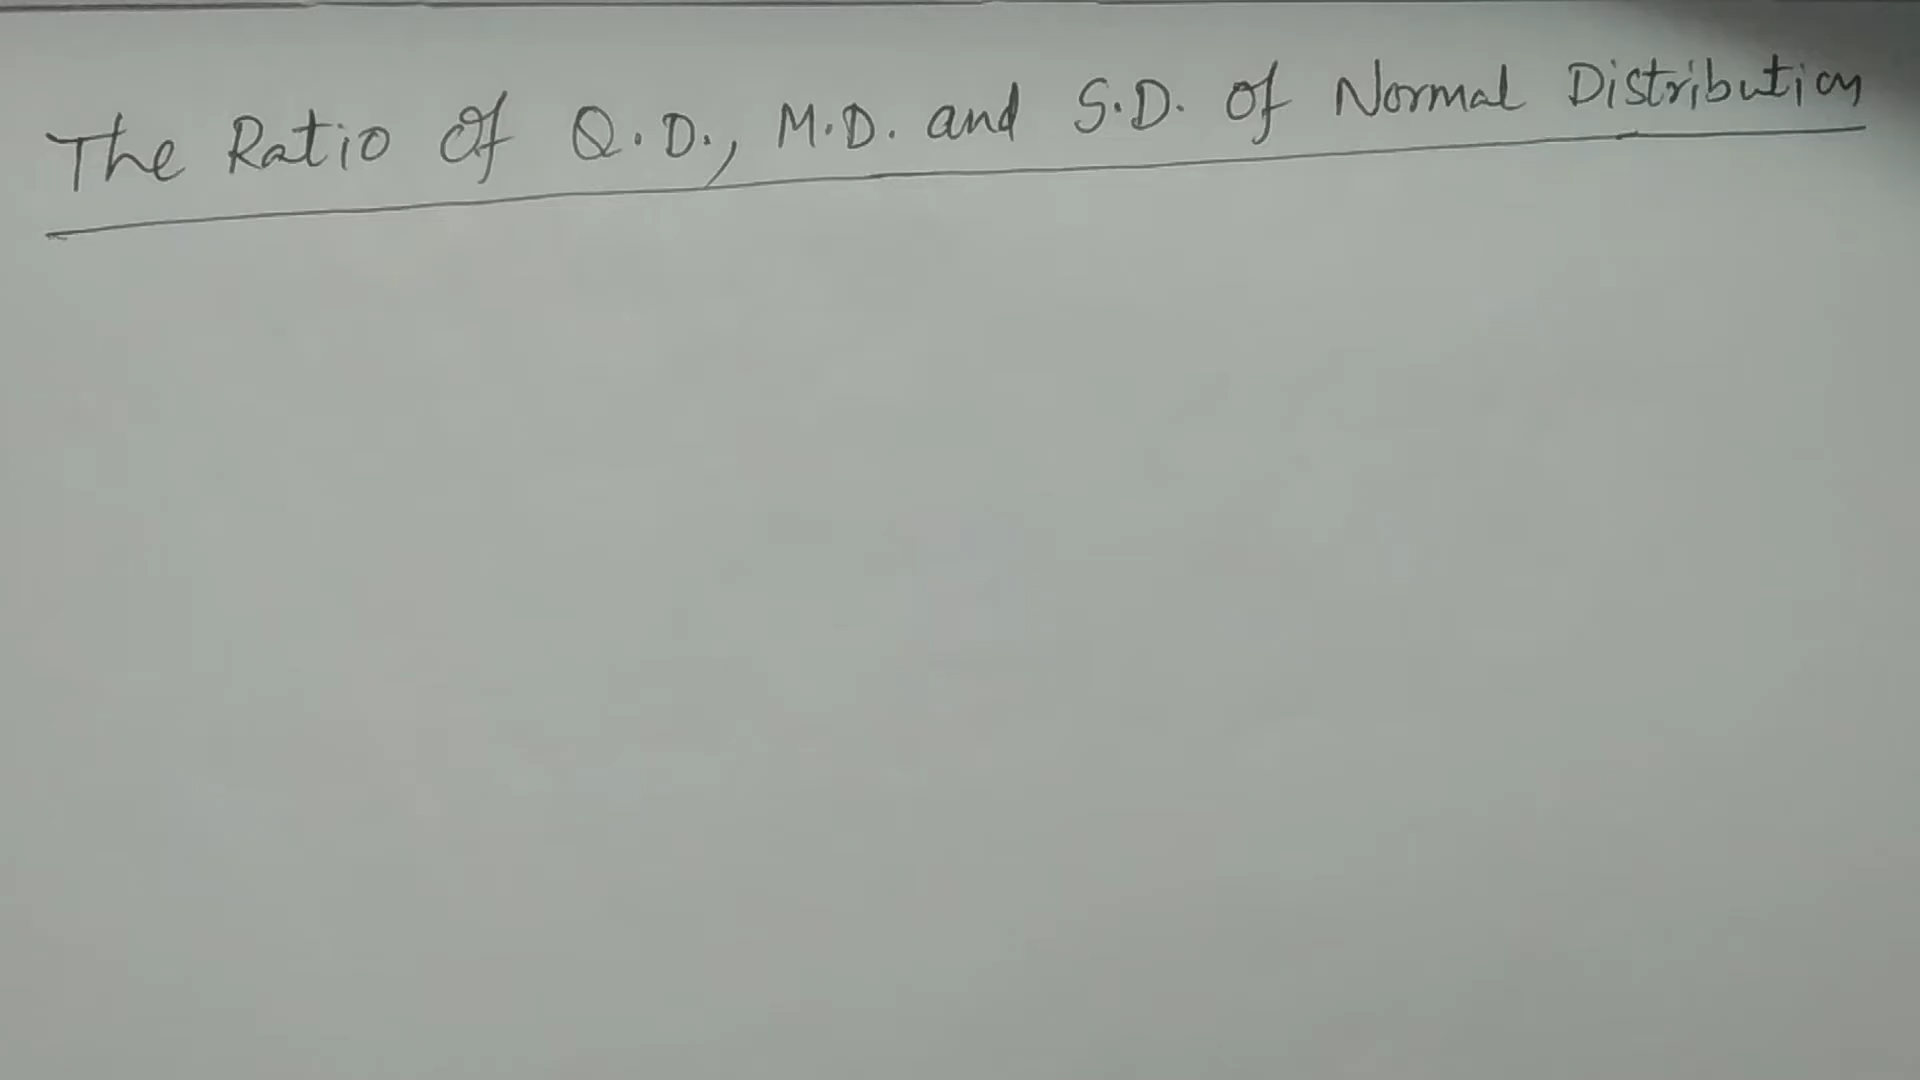 The Ratio Of Q.D., M.D. and S.D. Of Normal Distribution